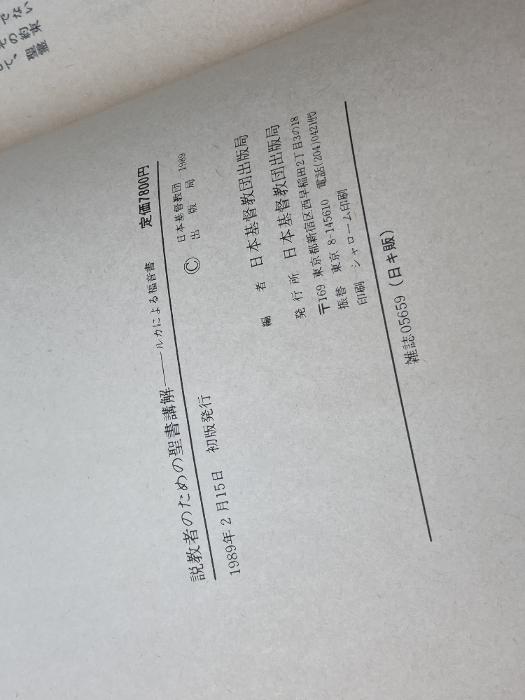 説教者のための聖書講解――ルカによる福音書 定価7800円
1989年2月15日 初版発行
© 日本基督教団出版局 1989
編者 日本基督教団出版局
発行所 日本基督教団出版局
〒169 東京都新宿区西早稲田2丁目3の18
電話(204)0421㈹
振替 東京 8-145610
印刷 シャローム印刷
雑誌05659(日キ販)